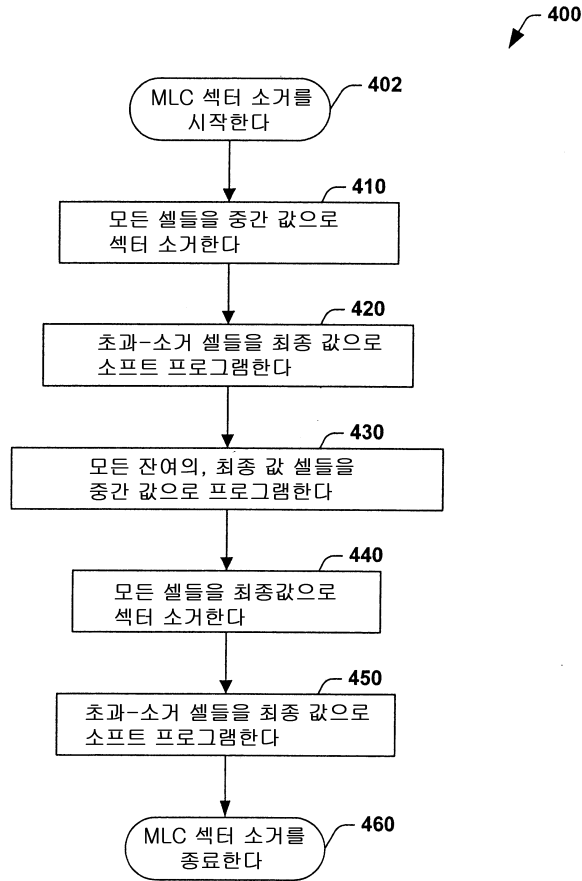 400
402
MLC 섹터 소거를
시작한다
410
모든 셀들을 중간 값으로
섹터 소거한다
420
초과-소거 셀들을 최종 값으로
소프트 프로그램한다
430
모든 잔여의, 최종 값 셀들을
중간 값으로 프로그램한다
440
모든 셀들을 최종값으로
섹터 소거한다
450
초과-소거 셀들을 최종 값으로
소프트 프로그램한다
460
MLC 섹터 소거를
종료한다